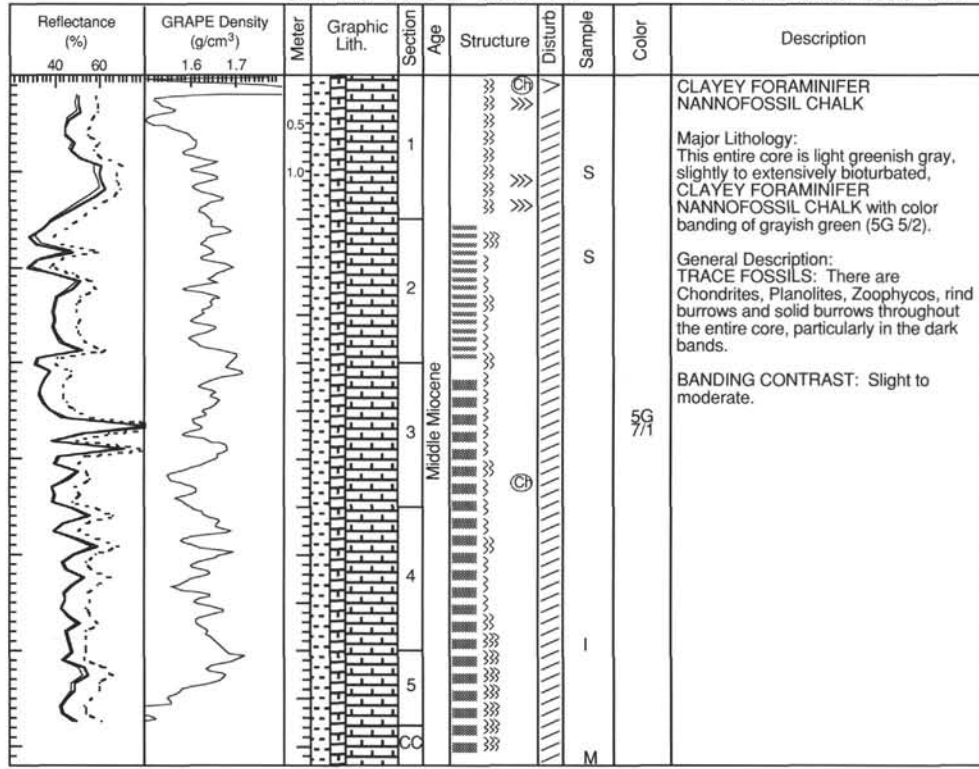 Reflectance
(%)
40 60
GRAPE Density
(g/cm³)
1.6 1.7
Meter
0.5
1.0
Graphic
Lith.
Section
1
2
3
4
5
CC
Age
Middle Miocene
Structure
Ch
Ch
Disturb
Sample
S
S
I
M
Color
5G
7/1
Description
CLAYEY FORAMINIFER
NANNOFOSSIL CHALK
Major Lithology:
This entire core is light greenish gray,
slightly to extensively bioturbated,
CLAYEY FORAMINIFER
NANNOFOSSIL CHALK with color
banding of grayish green (5G 5/2).
General Description:
TRACE FOSSILS: There are
Chondrites, Planolites, Zoophycos, rind
burrows and solid burrows throughout
the entire core, particularly in the dark
bands.
BANDING CONTRAST: Slight to
moderate.